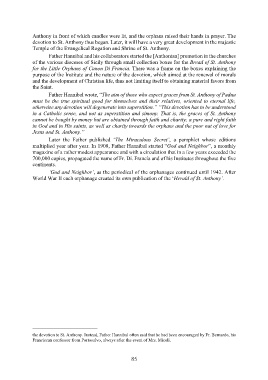 Anthony in front of which candles were lit, and the orphans raised their hands in prayer. The
devotion to St. Anthony thus began. Later, it will have a very great development in the majestic
Temple of the Evangelical Rogation and Shrine of St. Anthony.
Father Hannibal and his collaborators started the [Antonian] promotion in the churches
of the various dioceses of Sicily through small collection boxes for the Bread of St. Anthony
for the Little Orphans of Canon Di Francia. There was a frame on the boxes explaining the
purpose of the Institute and the nature of the devotion, which aimed at the renewal of morals
and the development of Christian life, thus not limiting itself to obtaining material favors from
the Saint.
Father Hannibal wrote, "The aim of those who expect graces from St. Anthony of Padua
must be the true spiritual good for themselves and their relatives, oriented to eternal life;
otherwise any devotion will degenerate into superstition." "This devotion has to be understood
in a Catholic sense, and not as superstition and simony. That is, the graces of St. Anthony
cannot be bought by money but are obtained through faith and charity: a pure and right faith
in God and in His saints, as well as charity towards the orphans and the poor out of love for
Jesus and St. Anthony."
Later the Father published 'The Miraculous Secret', a pamphlet whose editions
multiplied year after year. In 1908, Father Hannibal started "God and Neighbor", a monthly
magazine of a rather modest appearance and with a circulation that in a few years exceeded the
700,000 copies, propagated the name of Fr. Di Francia and of his Institutes throughout the five
continents.
'God and Neighbor', as the periodical of the orphanages continued until 1942. After
World War II each orphanage created its own publication of the 'Herald of St. Anthony'
the devotion to St. Anthony. Instead, Father Hannibal often said that he had been encouraged by Fr. Bernardo, his
Franciscan confessor from Portosalvo, always after the event of Mrs. Miceli.
85